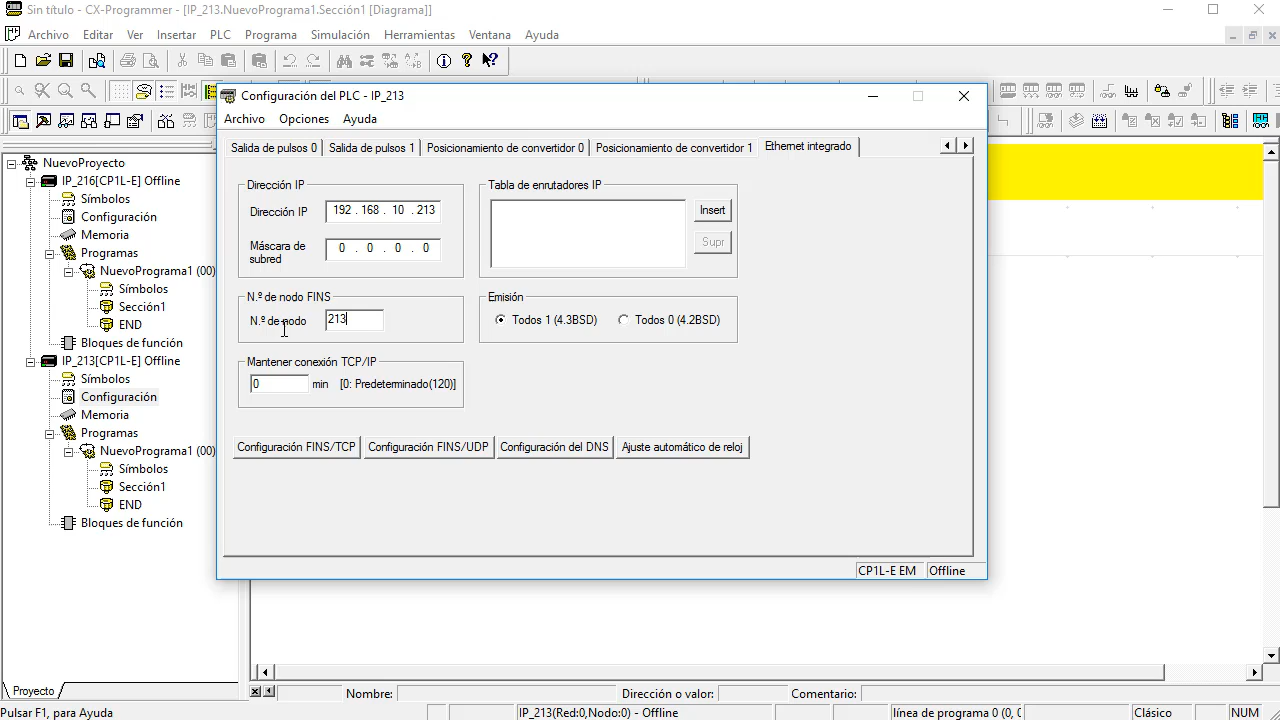 Sin título - CX-Programmer - [IP_213.NuevoPrograma1.Sección1 [Diagrama]]
Archivo Editar Ver Insertar PLC Programa Simulación Herramientas Ventana Ayuda
NuevoProyecto
IP_216[CP1L-E] Offline
Símbolos
Configuración
Memoria
Programas
NuevoPrograma1 (00)
Símbolos
Sección1
END
Bloques de función
IP_213[CP1L-E] Offline
Símbolos
Configuración
Memoria
Programas
NuevoPrograma1 (00)
Símbolos
Sección1
END
Bloques de función
Proyecto
Configuración del PLC - IP_213
Archivo Opciones Ayuda
Salida de pulsos 0 Salida de pulsos 1 Posicionamiento de convertidor 0 Posicionamiento de convertidor 1 Ethernet integrado
Dirección IP
Dirección IP 192 . 168 . 10 . 213
Máscara de
subred
0 . 0 . 0 . 0
Tabla de enrutadores IP
Insert
Supr
N.º de nodo FINS
N.º de nodo 213
Emisión
Todos 1 (4.3BSD) Todos 0 (4.2BSD)
Mantener conexión TCP/IP
0 min [0: Predeterminado(120)]
Configuración FINS/TCP Configuración FINS/UDP Configuración del DNS Ajuste automático de reloj
CP1L-E EM Offline
Nombre: Dirección o valor: Comentario:
Pulsar F1, para Ayuda IP_213(Red:0,Nodo:0) - Offline línea de programa 0 (0, 0 Clásico NUM